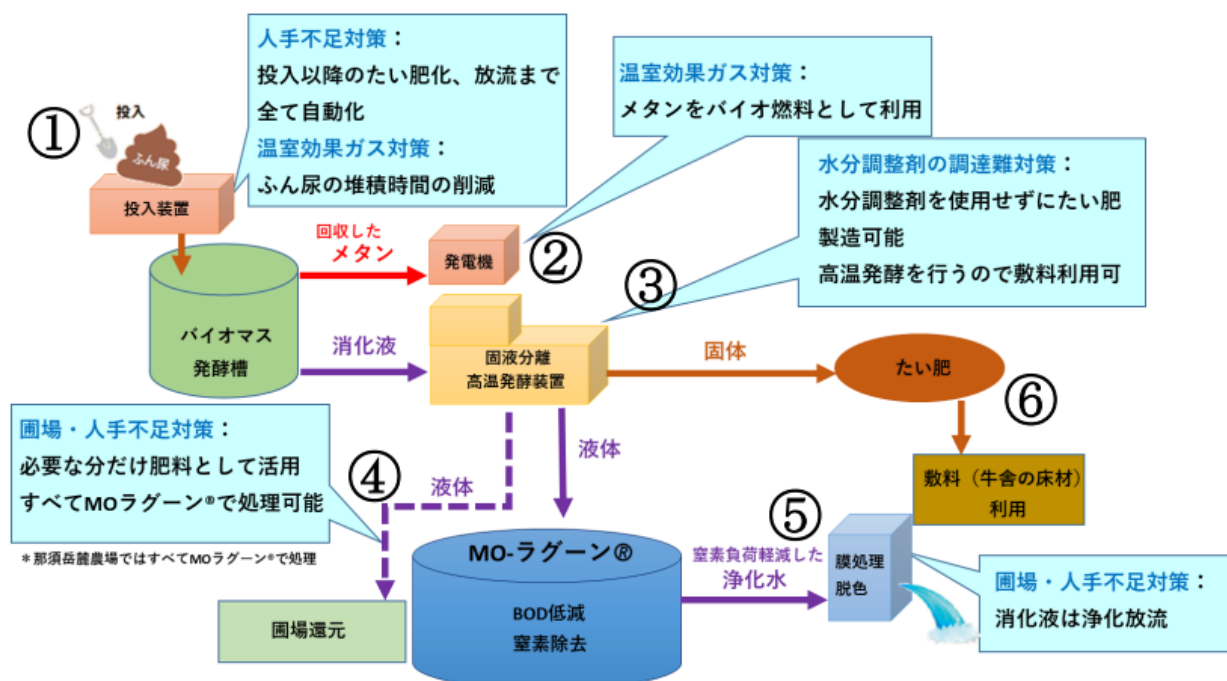 人手不足対策：
投入以降のたい肥化、放流まで
全て自動化
温室効果ガス対策：
ふん尿の堆積時間の削減
温室効果ガス対策：
メタンをバイオ燃料として利用
①
投入
ふん尿
投入装置
水分調整剤の調達難対策：
水分調整剤を使用せずにたい肥
製造可能
高温発酵を行うので敷料利用可
回収した
メタン
発電機
②
③
バイオマス
発酵槽
消化液
固液分離
高温発酵装置
固体
たい肥
⑥
圃場・人手不足対策：
必要な分だけ肥料として活用
すべてMOラグーン®で処理可能
＊那須岳麓農場ではすべてMOラグーン®で処理
④
液体
液体
敷料（牛舎の床材）
利用
⑤
MO-ラグーン®
BOD低減
窒素除去
窒素負荷軽減した
浄化水
膜処理
脱色
圃場・人手不足対策：
消化液は浄化放流
圃場還元